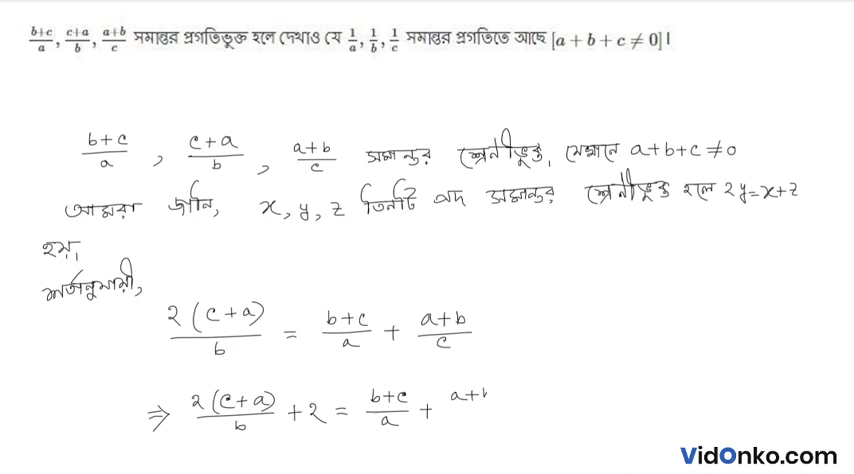 b+c/a, c+a/b, a+b/c সমান্তর প্রগতিভুক্ত হলে দেখাও যে 1/a, 1/b, 1/c সমান্তর প্রগতিতে আছে [a + b + c ≠ 0]।
b+c/a, c+a/b, a+b/c সমান্তর শ্রেণীভুক্ত, যেখানে a+b+c ≠ 0
আমরা জানি, x, y, z তিনটি পদ সমান্তর শ্রেণীভুক্ত হলে 2y=x+z
হয়,
শর্তানুযায়ী,
2(c+a)/b = b+c/a + a+b/c
⇒ 2(c+a)/b + 2 = b+c/a + a+b
VidOnko.com